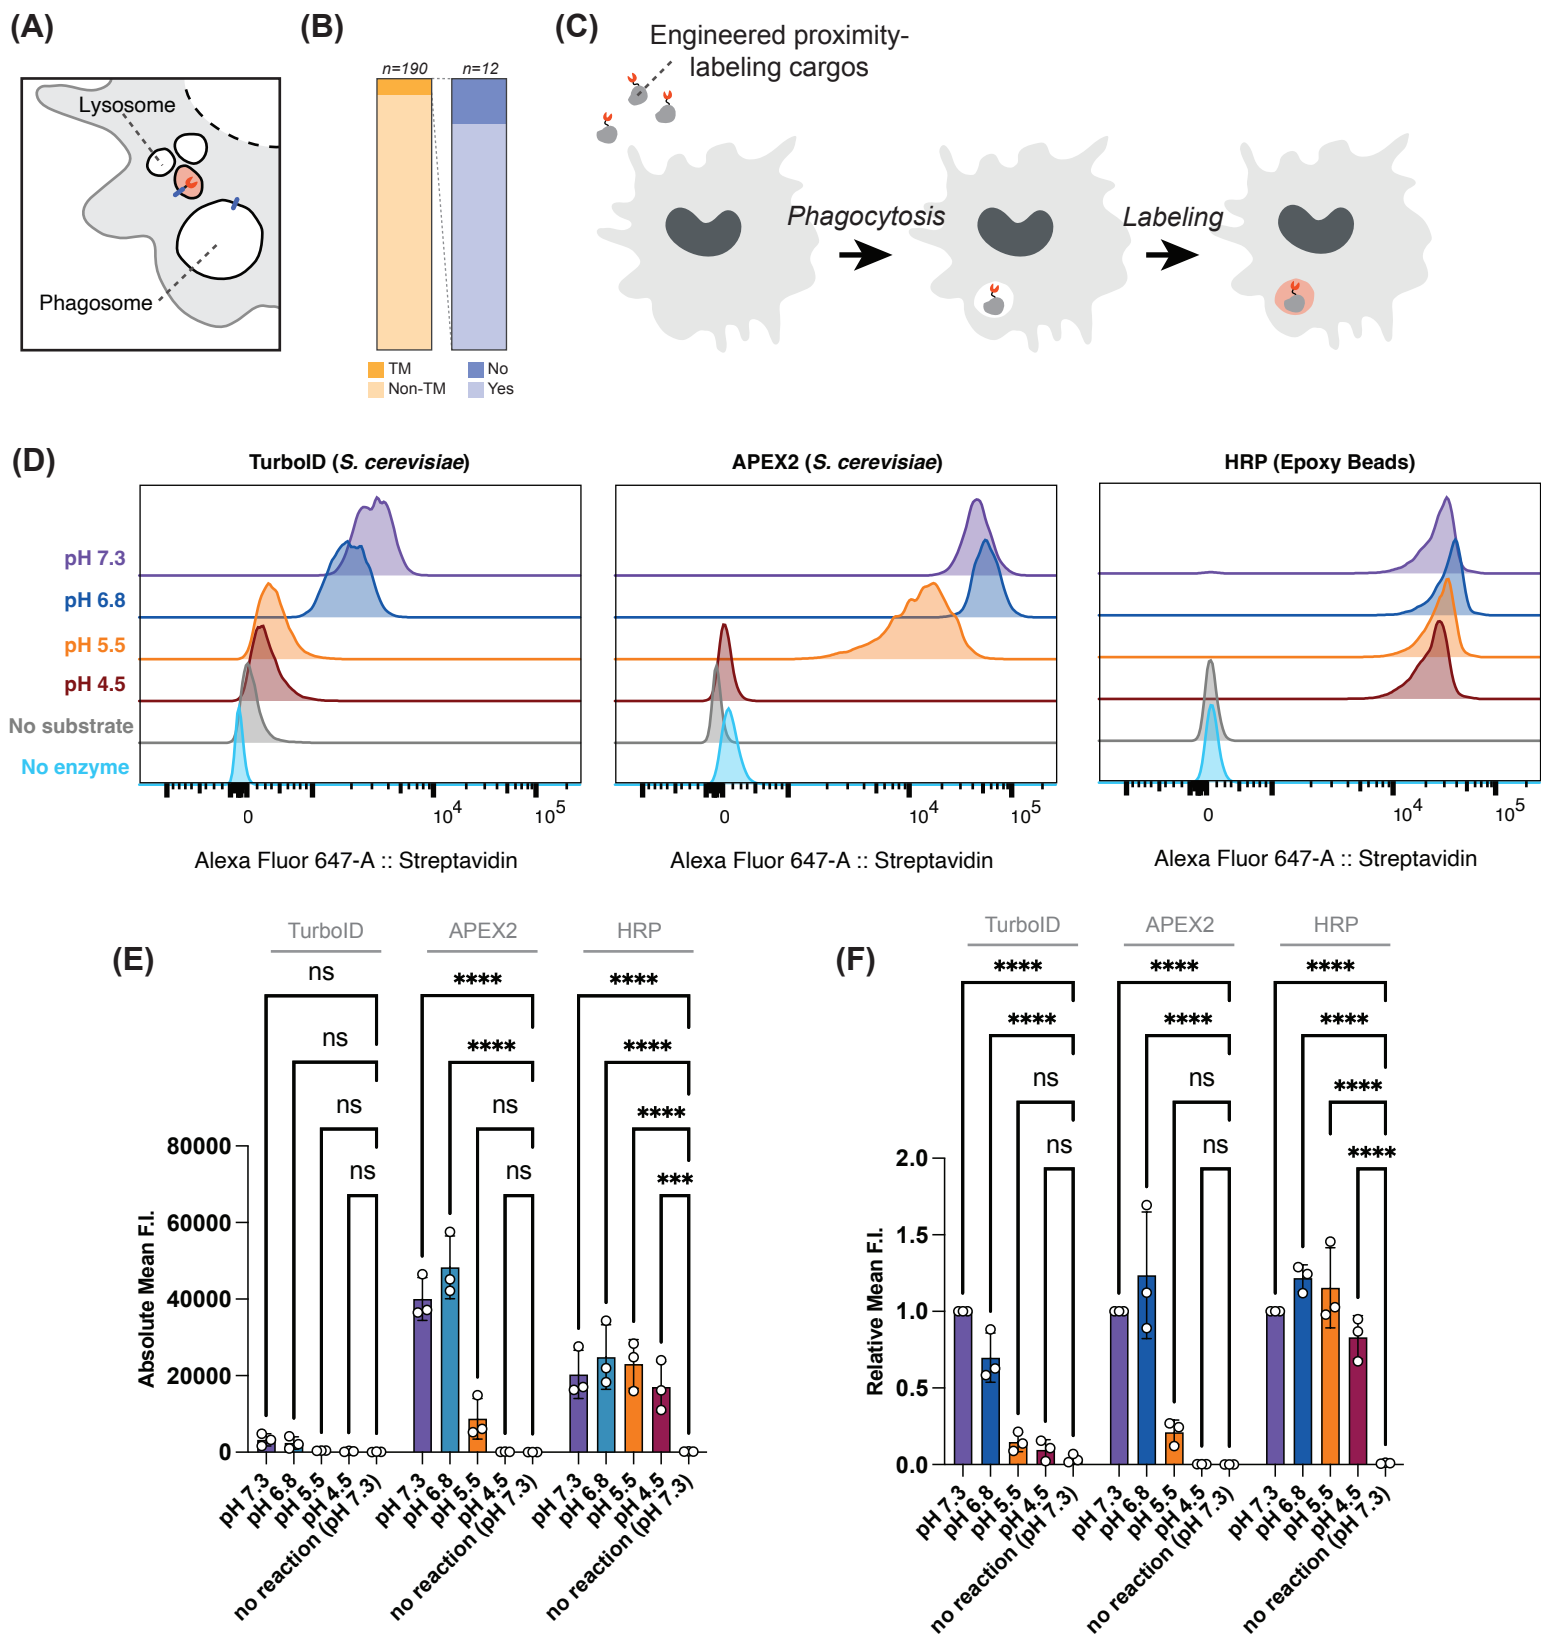 (A)
Lysosome
Phagosome
(B)
n=190
n=12
TM
Non-TM
No
Yes
(C)
Engineered proximity-
labeling cargos
Phagocytosis
Labeling
(D)
TurboID (S. cerevisiae)
APEX2 (S. cerevisiae)
HRP (Epoxy Beads)
pH 7.3
pH 6.8
pH 5.5
pH 4.5
No substrate
No enzyme
0
10^4
10^5
0
10^4
10^5
0
10^4
10^5
Alexa Fluor 647-A :: Streptavidin
Alexa Fluor 647-A :: Streptavidin
Alexa Fluor 647-A :: Streptavidin
(E)
TurboID
APEX2
HRP
ns
ns
ns
ns
****
****
ns
ns
****
****
****
***
Absolute Mean F.I.
80000
60000
40000
20000
0
pH 7.3
pH 6.8
pH 5.5
pH 4.5
no reaction (pH 7.3)
pH 7.3
pH 6.8
pH 5.5
pH 4.5
no reaction (pH 7.3)
pH 7.3
pH 6.8
pH 5.5
pH 4.5
no reaction (pH 7.3)
(F)
TurboID
APEX2
HRP
****
****
ns
ns
****
****
ns
ns
****
****
****
****
Relative Mean F.I.
2.0
1.5
1.0
0.5
0.0
pH 7.3
pH 6.8
pH 5.5
pH 4.5
no reaction (pH 7.3)
pH 7.3
pH 6.8
pH 5.5
pH 4.5
no reaction (pH 7.3)
pH 7.3
pH 6.8
pH 5.5
pH 4.5
no reaction (pH 7.3)